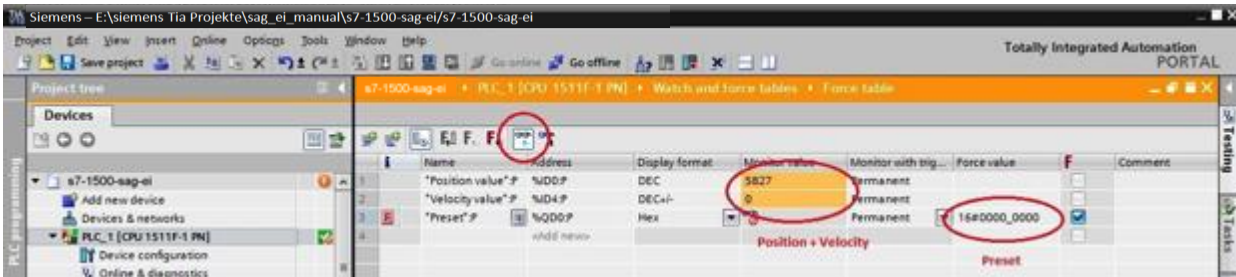 Siemens – E:\siemens Tia Projekte\sag_ei_manual\s7-1500-sag-ei/s7-1500-sag-ei
Project Edit View Insert Online Options Tools Window Help
Totally Integrated Automation
PORTAL
Save project Go online Go offline
Project tree
s7-1500-sag-ei PLC_1 [CPU 1511F-1 PN] Watch and force tables Force table
Devices
i Name Address Display format Monitor value Monitor with trig... Force value F Comment
s7-1500-sag-ei
1 "Position value":P %ID0:P DEC 5827 Permanent
Add new device
2 "Velocity value":P %ID4:P DEC+/- 0 Permanent
Devices & networks
3 "Preset":P %QD0:P Hex Permanent 16#0000_0000
PLC_1 [CPU 1511F-1 PN]
4 <Add new>
Position + Velocity
Device configuration
Preset
Online & diagnostics
PLC programming
Testing
Tasks